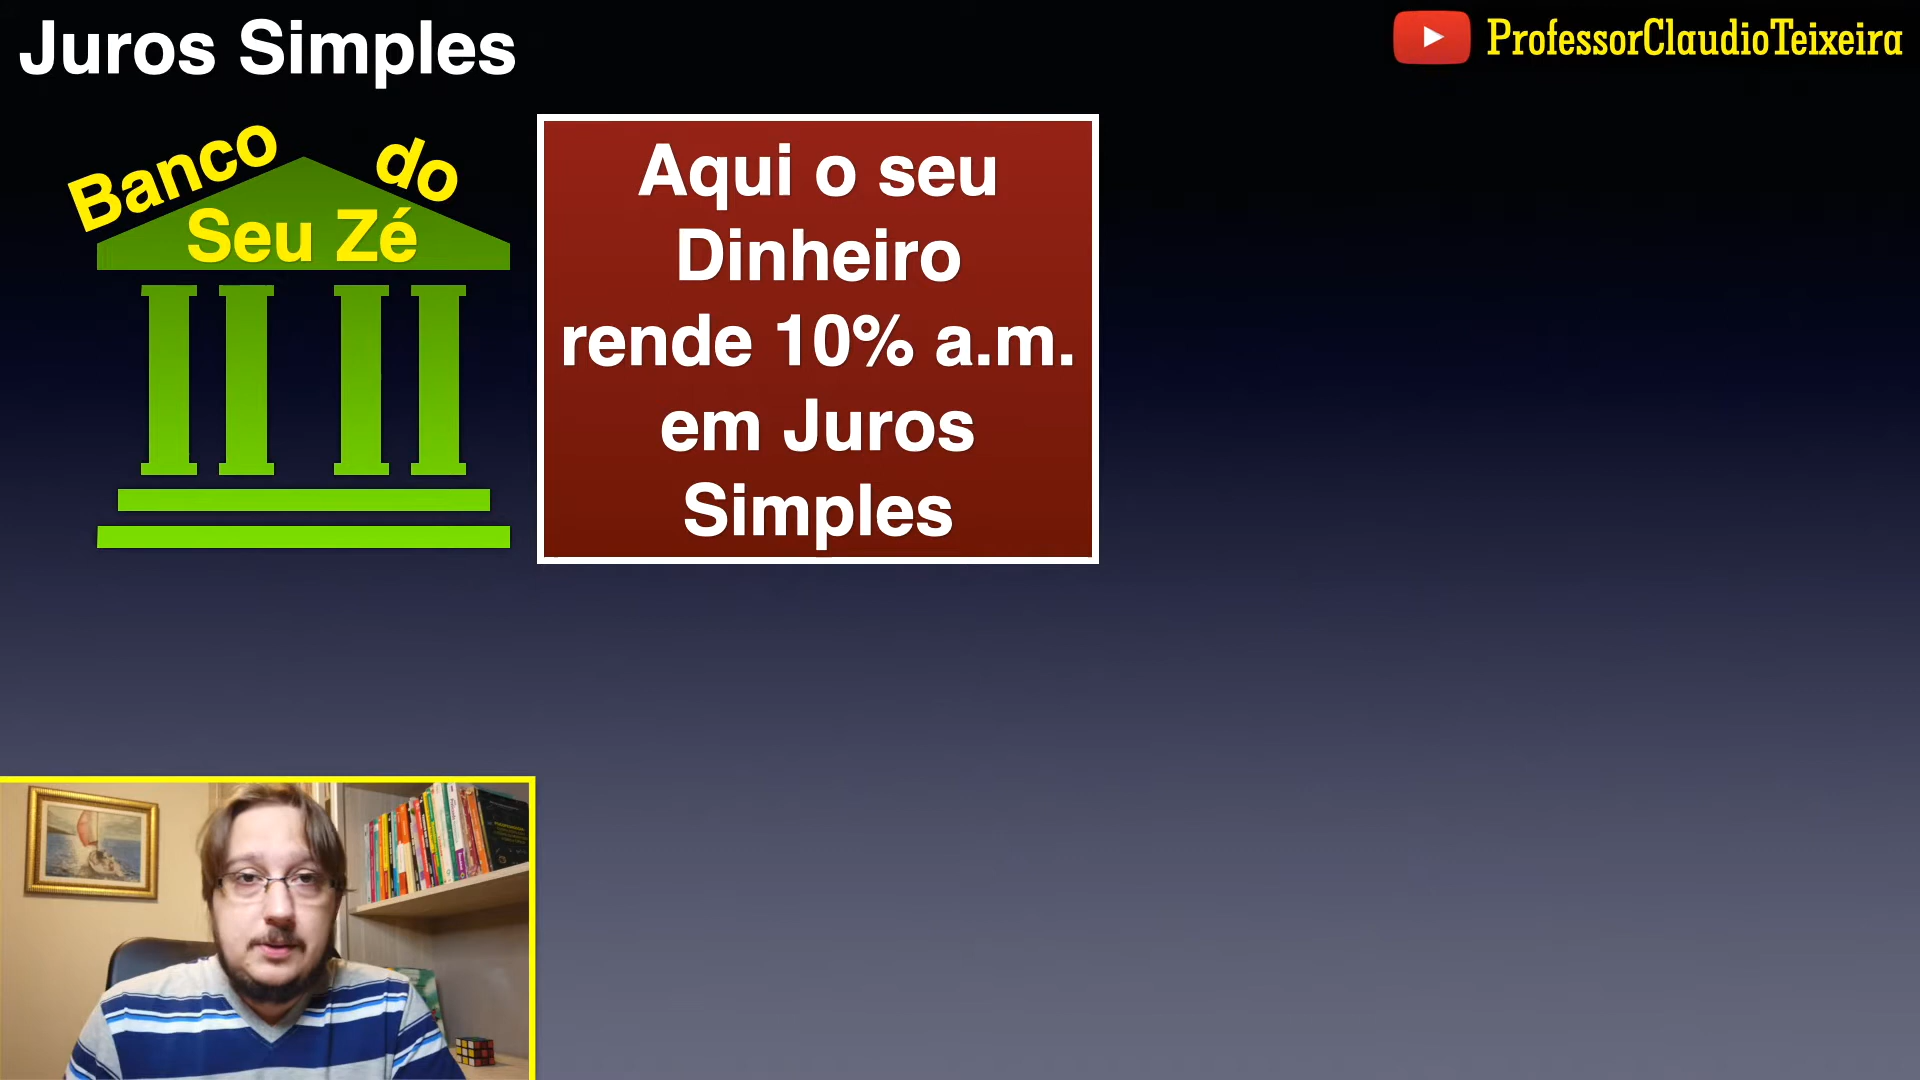 Juros Simples
ProfessorClaudioTeixeira
Banco do
Seu Zé
Aqui o seu
Dinheiro
rende 10% a.m.
em Juros
Simples